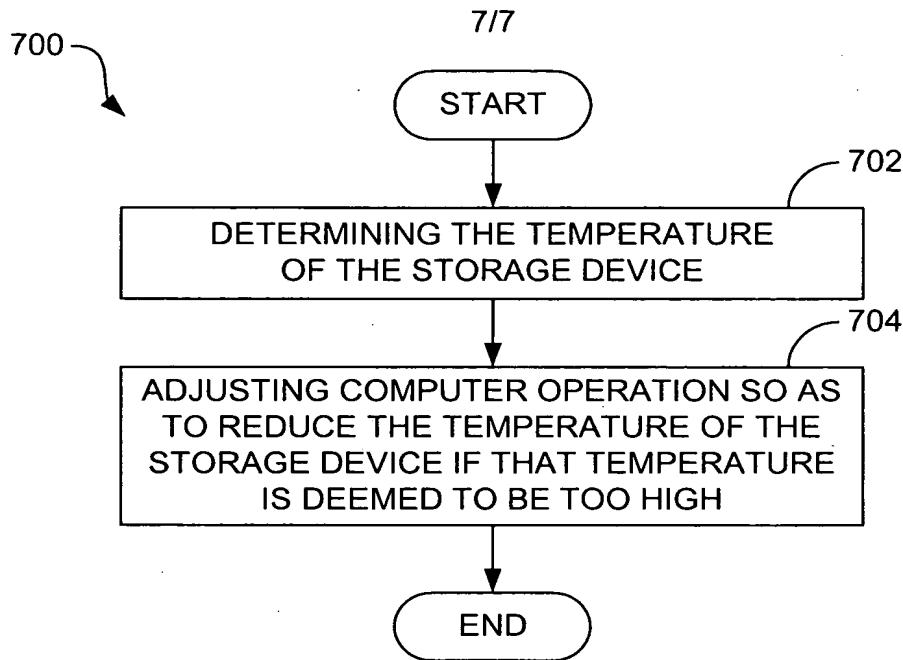 7/7
700
START
702
DETERMINING THE TEMPERATURE
OF THE STORAGE DEVICE
704
ADJUSTING COMPUTER OPERATION SO AS
TO REDUCE THE TEMPERATURE OF THE
STORAGE DEVICE IF THAT TEMPERATURE
IS DEEMED TO BE TOO HIGH
END